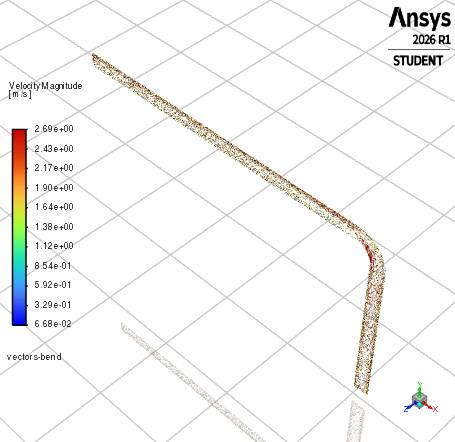 Ansys
2026 R1
STUDENT
Velocity Magnitude
[m/s]
2.69e+00
2.43e+00
2.17e+00
1.90e+00
1.64e+00
1.38e+00
1.12e+00
8.54e-01
5.92e-01
3.29e-01
6.68e-02
vectors-bend
Y
Z
X